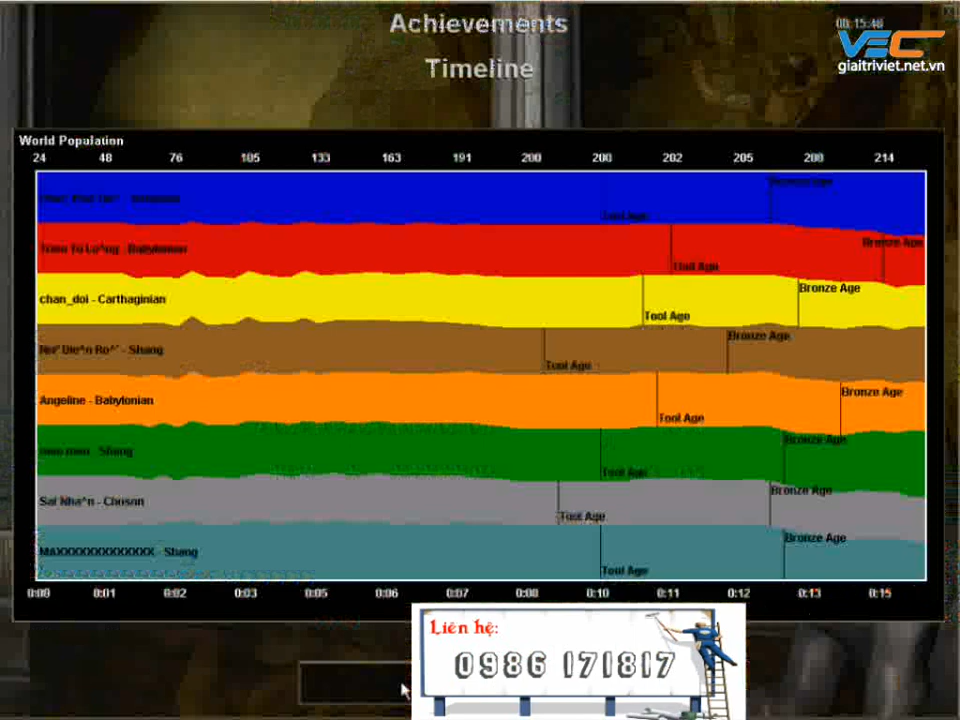 Achievements
00:15:48
VEC
giaitriviet.net.vn
Timeline
World Population
24 48 76 105 133 163 191 200 200 202 205 208 214
Bronze Age
Tool Age
Babylonian
Bronze Age
Tool Age
chan_doi - Carthaginian
Bronze Age
Tool Age
- Shang
Bronze Age
Tool Age
Angeline - Babylonian
Bronze Age
Tool Age
- Shang
Bronze Age
Tool Age
Sai Nha^n - Choson
Bronze Age
Tool Age
MAXXXXXXXXXXXXX - Shang
Bronze Age
Tool Age
0:00 0:01 0:02 0:03 0:05 0:06 0:07 0:08 0:10 0:11 0:12 0:13 0:15
Liên hệ:
0986 171817